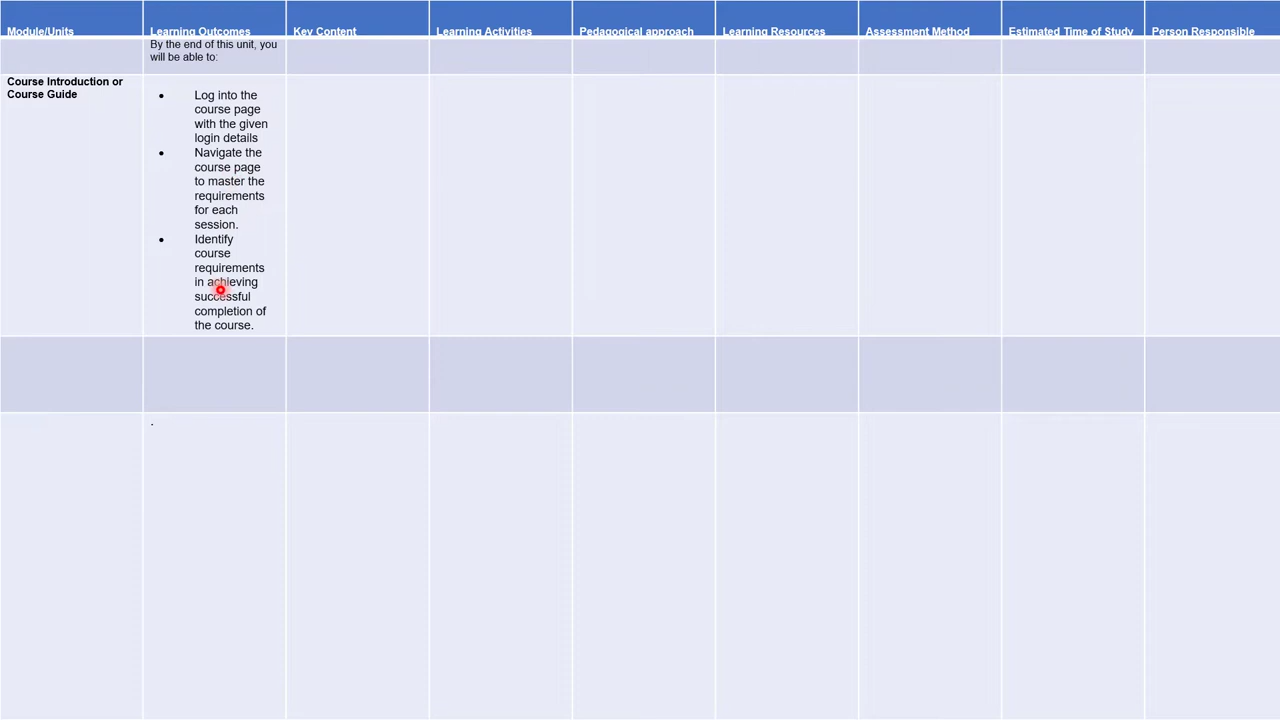 Module/Units
Learning Outcomes
Key Content
Learning Activities
Pedagogical approach
Learning Resources
Assessment Method
Estimated Time of Study
Person Responsible
By the end of this unit, you
will be able to:
Course Introduction or
Course Guide
• Log into the
course page
with the given
login details
• Navigate the
course page
to master the
requirements
for each
session.
• Identify
course
requirements
in achieving
successful
completion of
the course.
.